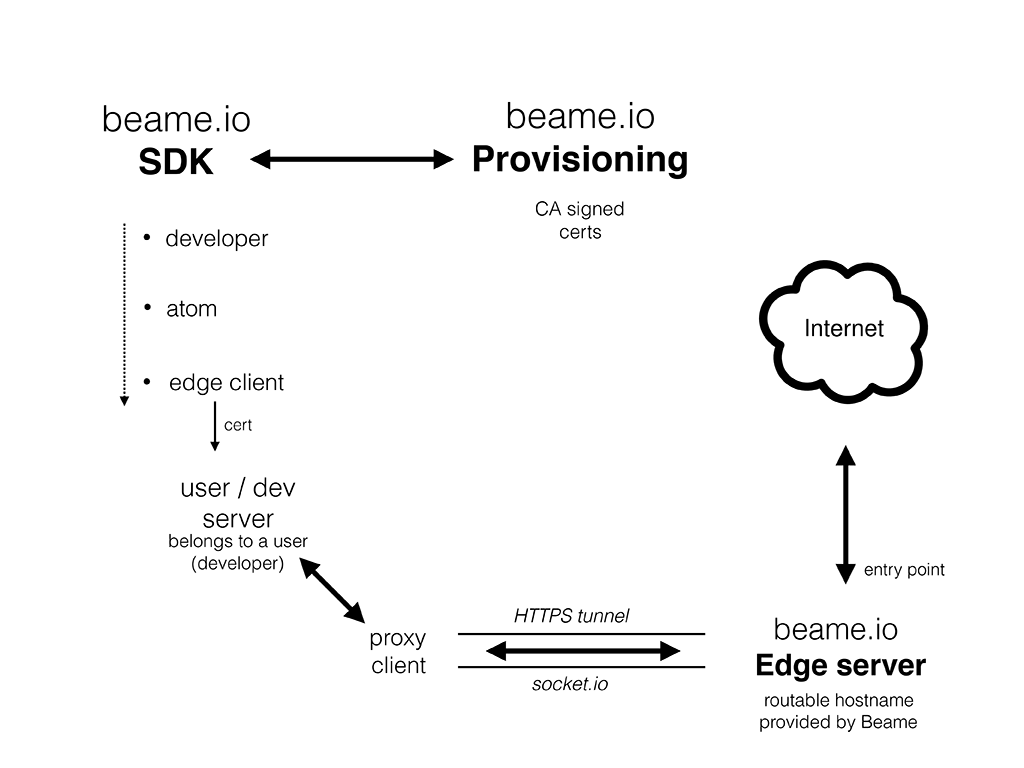 beame.io
SDK
beame.io
Provisioning
CA signed
certs
• developer
• atom
• edge client
cert
user / dev
server
belongs to a user
(developer)
Internet
entry point
proxy
client
HTTPS tunnel
socket.io
beame.io
Edge server
routable hostname
provided by Beame